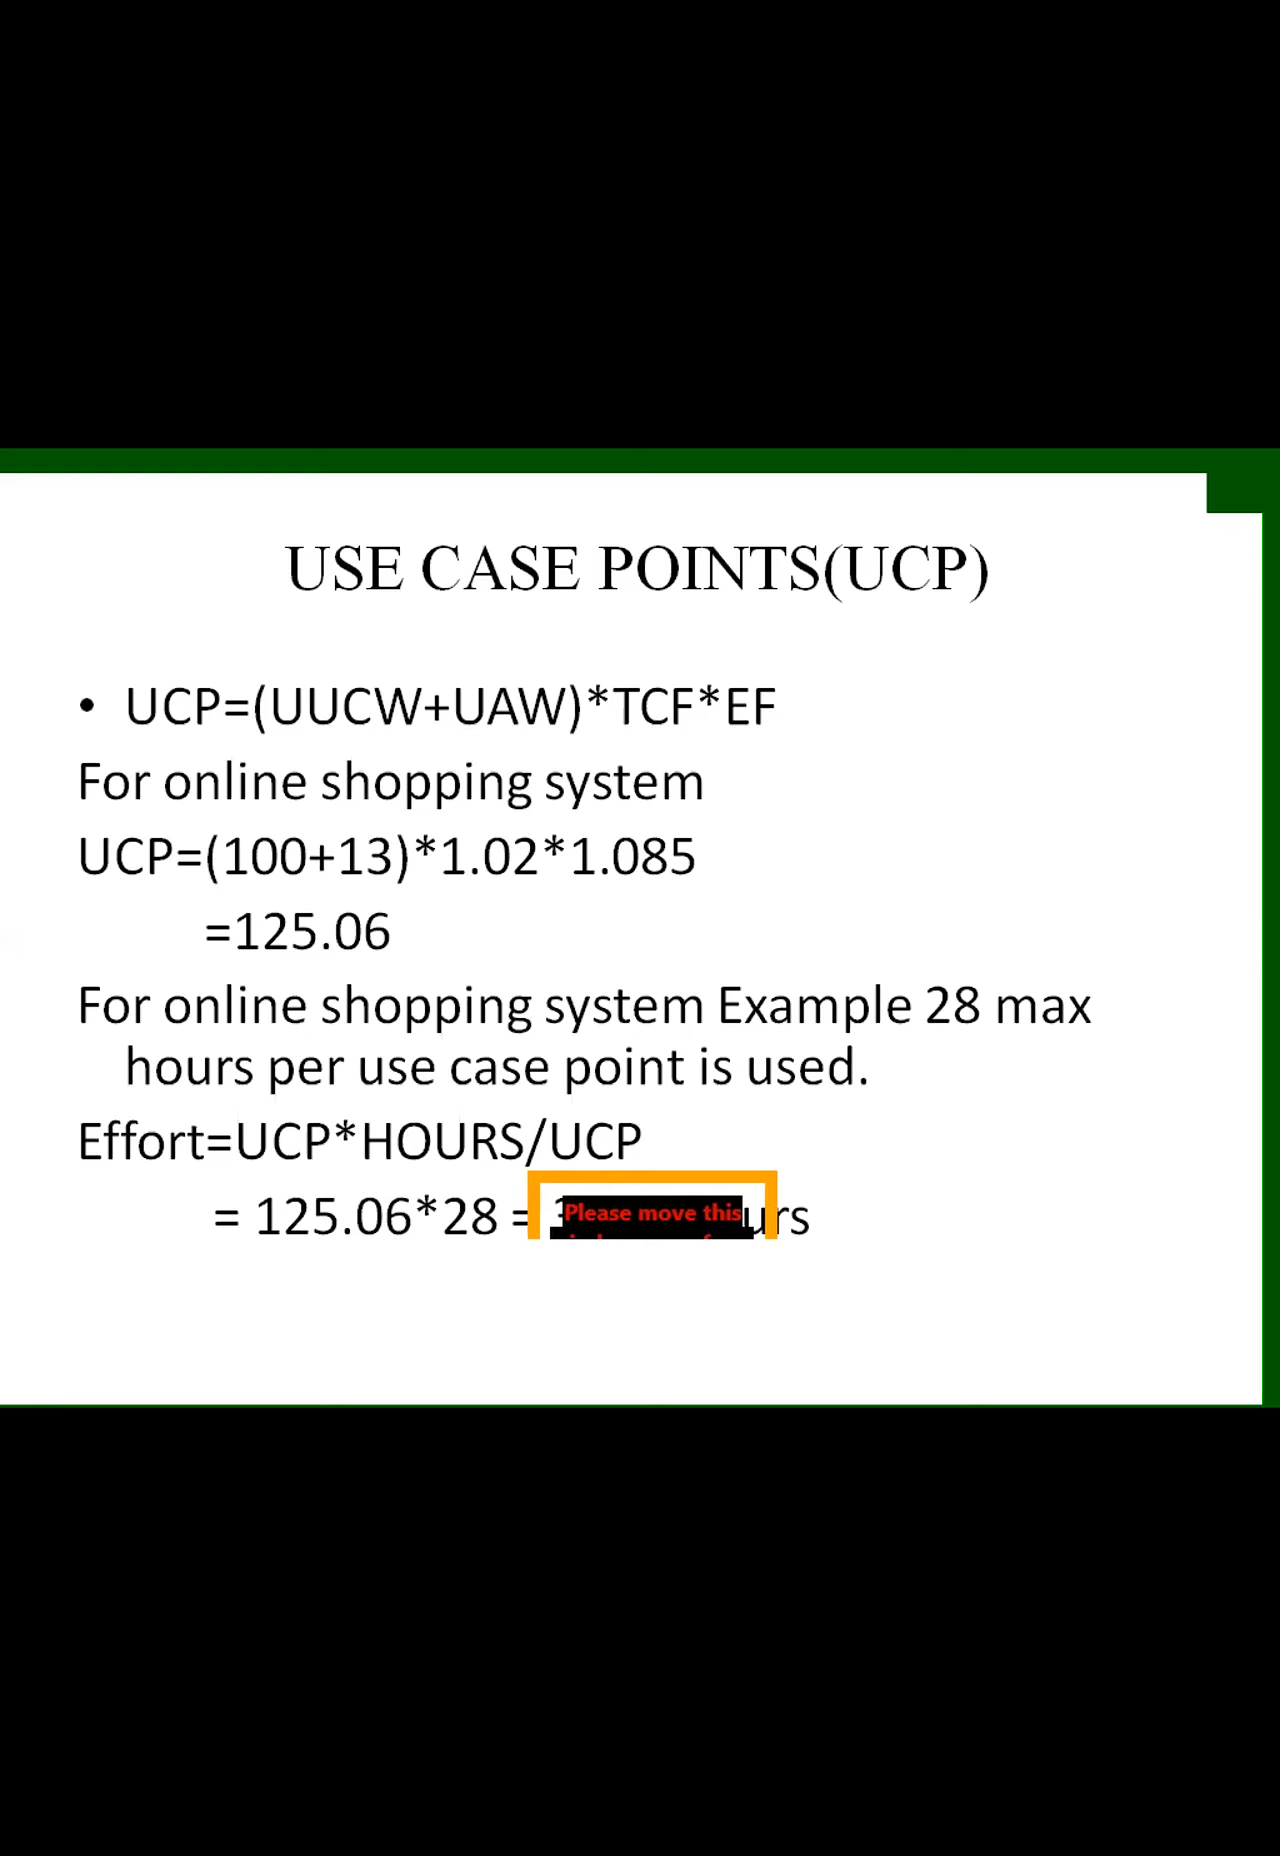 USE CASE POINTS(UCP)
• UCP=(UUCW+UAW)*TCF*EF
For online shopping system
UCP=(100+13)*1.02*1.085
=125.06
For online shopping system Example 28 max
hours per use case point is used.
Effort=UCP*HOURS/UCP
= 125.06*28 =
Please move this